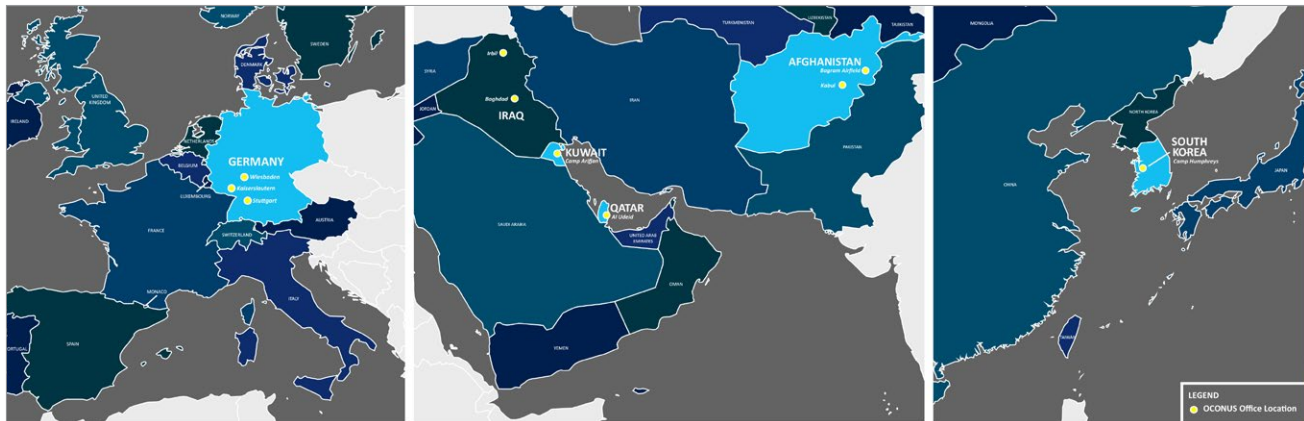 NORWAY
SWEDEN
DENMARK
UNITED
KINGDOM
IRELAND
NETHERLANDS
BELGIUM
GERMANY
Wiesbaden
Kaiserslautern
Stuttgart
LUXEMBOURG
FRANCE
AUSTRIA
SWITZERLAND
MONACO
ITALY
SPAIN
PORTUGAL
SYRIA
JORDAN
Irbil
Baghdad
IRAQ
KUWAIT
Camp Arifjan
IRAN
TURKMENISTAN
UZBEKISTAN
TAJIKISTAN
AFGHANISTAN
Bagram Airfield
Kabul
PAKISTAN
QATAR
Al Udeid
SAUDI ARABIA
UNITED ARAB
EMIRATES
OMAN
YEMEN
MONGOLIA
NORTH KOREA
SOUTH
KOREA
Camp Humphreys
CHINA
JAPAN
TAIWAN
LEGEND
OCONUS Office Location